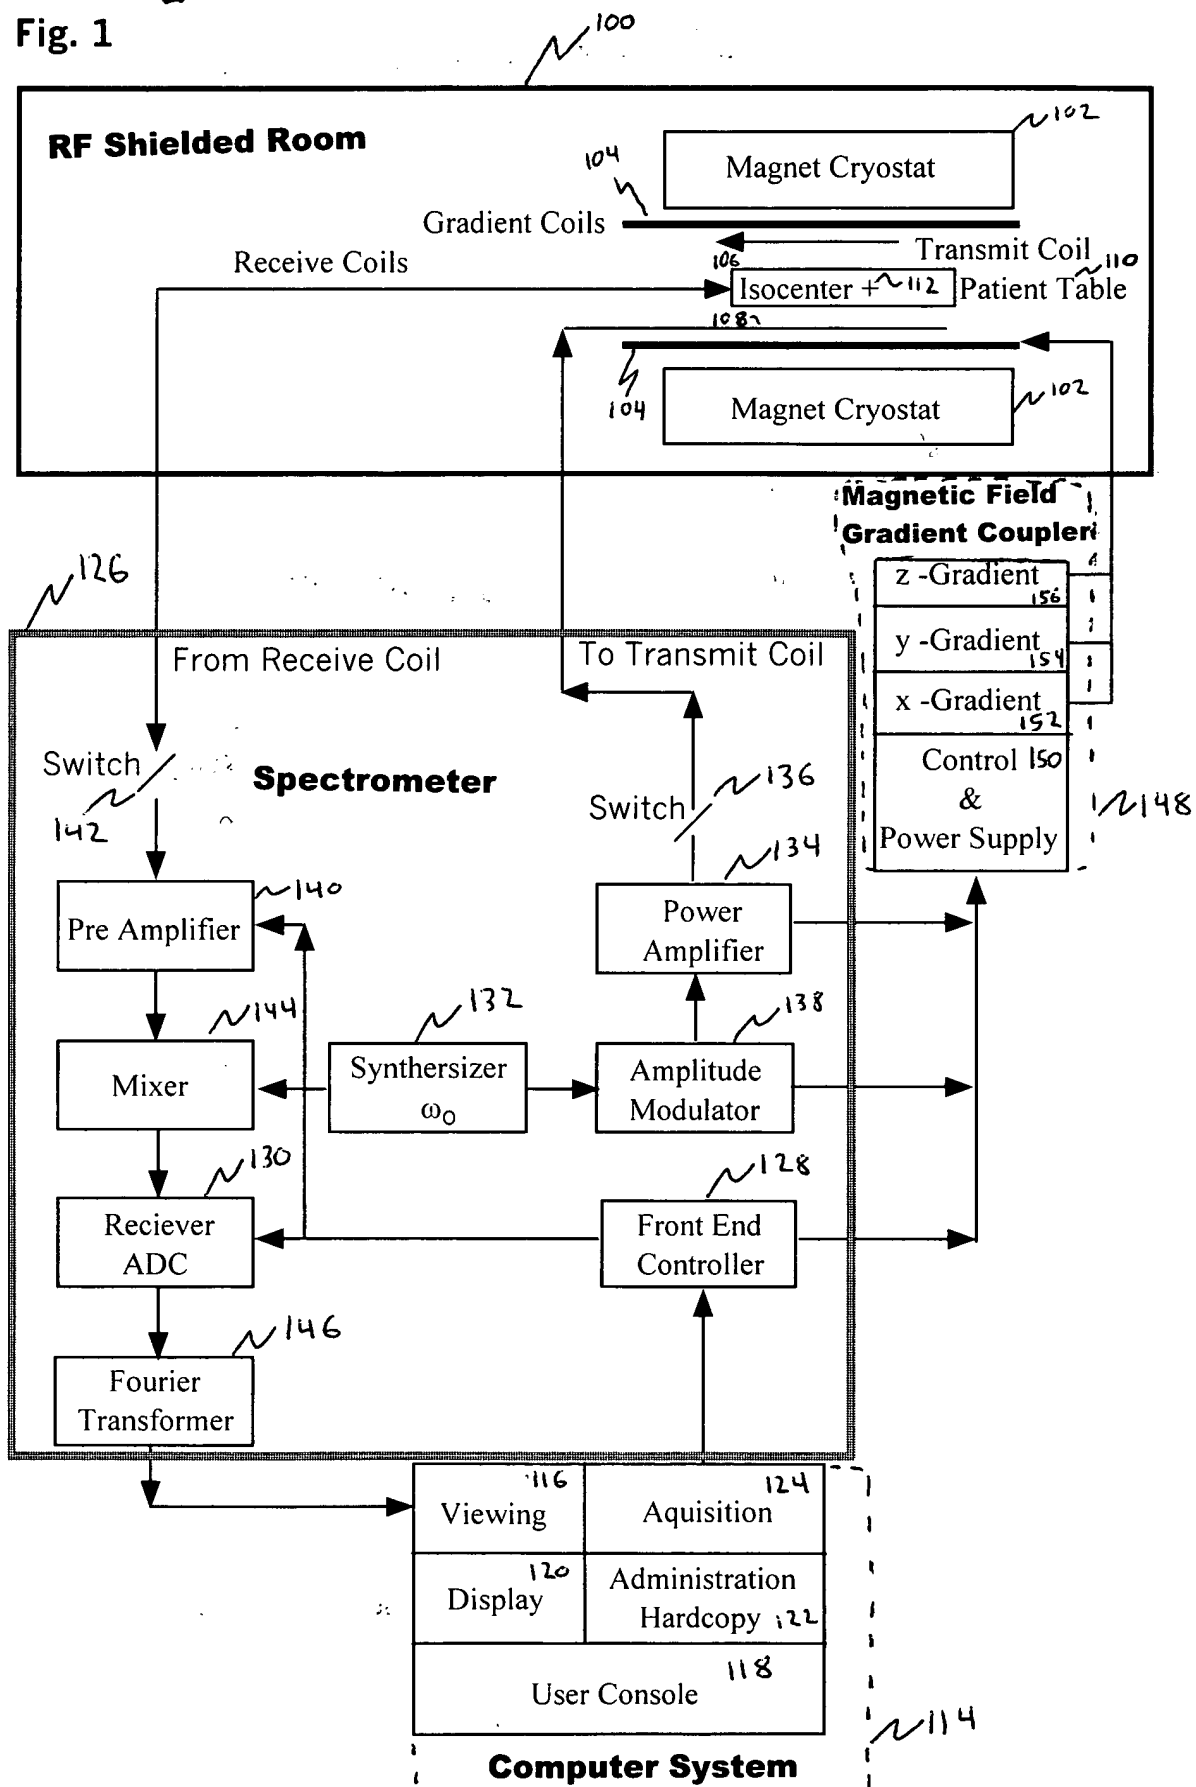 Fig. 1
100
RF Shielded Room
102
Magnet Cryostat
104
Gradient Coils
Transmit Coil
Receive Coils
106
110
Isocenter + 112
Patient Table
108
104
Magnet Cryostat
102
Magnetic Field
Gradient Coupler
126
z -Gradient
156
y -Gradient
154
x -Gradient
152
Control 150
&
Power Supply
148
From Receive Coil
To Transmit Coil
Switch
142
Spectrometer
Switch
136
134
140
Pre Amplifier
Power
Amplifier
144
132
138
Mixer
Synthersizer
ω₀
Amplitude
Modulator
130
128
Reciever
ADC
Front End
Controller
146
Fourier
Transformer
116
Viewing
124
Aquisition
120
Display
Administration
Hardcopy 122
118
User Console
114
Computer System